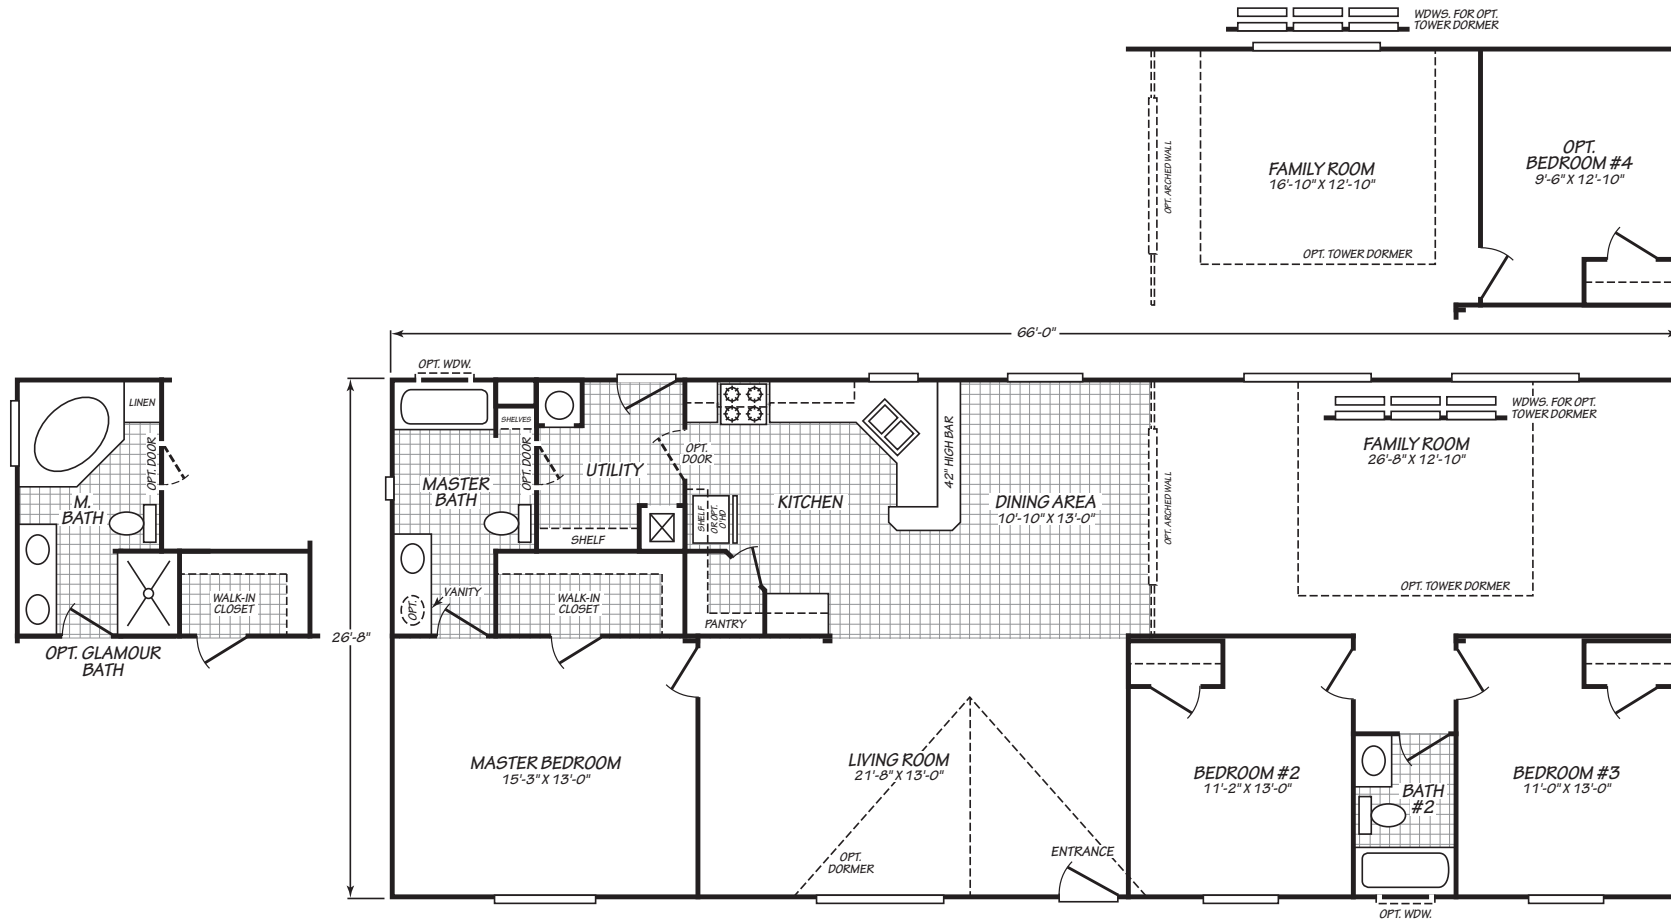 WDWS. FOR OPT.
TOWER DORMER
OPT. ARCHED WALL
FAMILY ROOM
16'-10" X 12'-10"
OPT.
BEDROOM #4
9'-6" X 12'-10"
OPT. TOWER DORMER
66'-0"
OPT. WDW.
LINEN
OPT. DOOR
M.
BATH
WALK-IN
CLOSET
OPT. GLAMOUR
BATH
26'-8"
SHELVES
OPT. DOOR
MASTER
BATH
UTILITY
OPT.
DOOR
SHELF
SHELF
OR OPT.
O'HD
KITCHEN
42" HIGH BAR
DINING AREA
10'-10" X 13'-0"
OPT. ARCHED WALL
WDWS. FOR OPT.
TOWER DORMER
FAMILY ROOM
26'-8" X 12'-10"
OPT. TOWER DORMER
VANITY
OPT.
WALK-IN
CLOSET
PANTRY
MASTER BEDROOM
15'-3" X 13'-0"
LIVING ROOM
21'-8" X 13'-0"
OPT.
DORMER
ENTRANCE
BEDROOM #2
11'-2" X 13'-0"
BATH
#2
BEDROOM #3
11'-0" X 13'-0"
OPT. WDW.